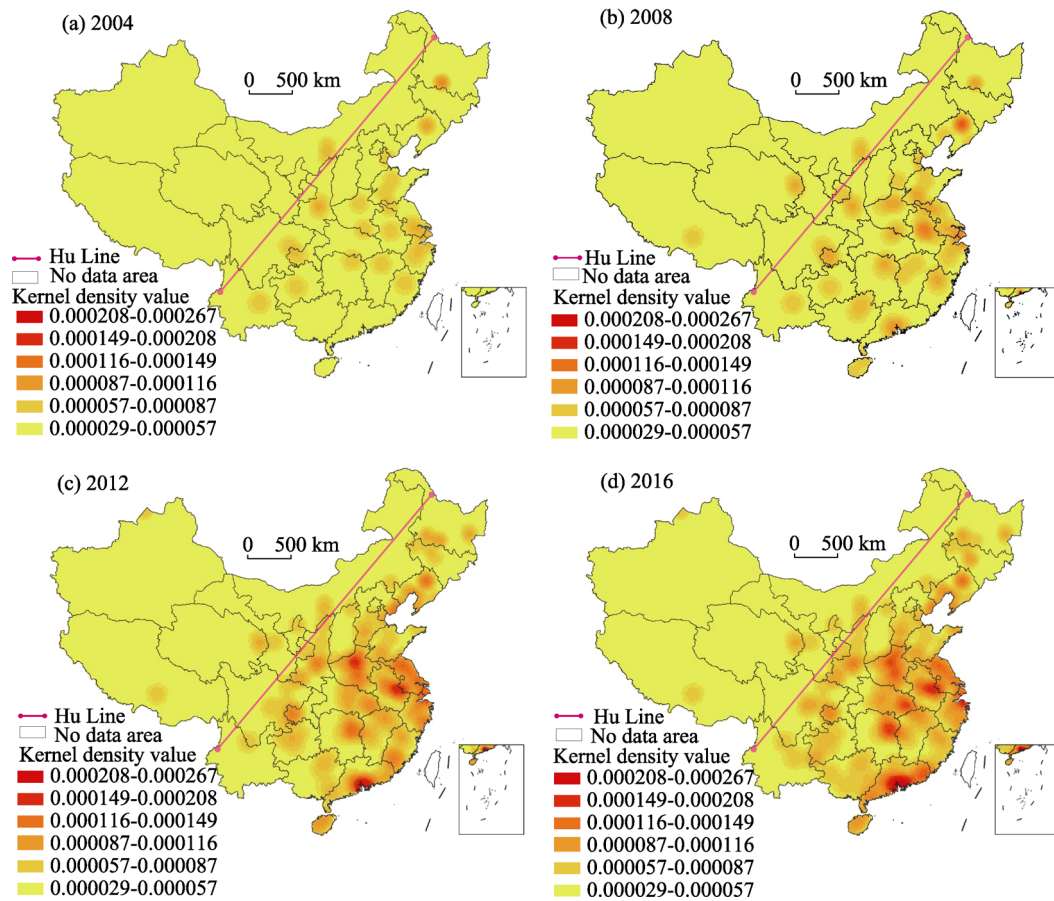 (a) 2004
0 500 km
Hu Line
No data area
Kernel density value
0.000208-0.000267
0.000149-0.000208
0.000116-0.000149
0.000087-0.000116
0.000057-0.000087
0.000029-0.000057
(b) 2008
0 500 km
Hu Line
No data area
Kernel density value
0.000208-0.000267
0.000149-0.000208
0.000116-0.000149
0.000087-0.000116
0.000057-0.000087
0.000029-0.000057
(c) 2012
0 500 km
Hu Line
No data area
Kernel density value
0.000208-0.000267
0.000149-0.000208
0.000116-0.000149
0.000087-0.000116
0.000057-0.000087
0.000029-0.000057
(d) 2016
0 500 km
Hu Line
No data area
Kernel density value
0.000208-0.000267
0.000149-0.000208
0.000116-0.000149
0.000087-0.000116
0.000057-0.000087
0.000029-0.000057